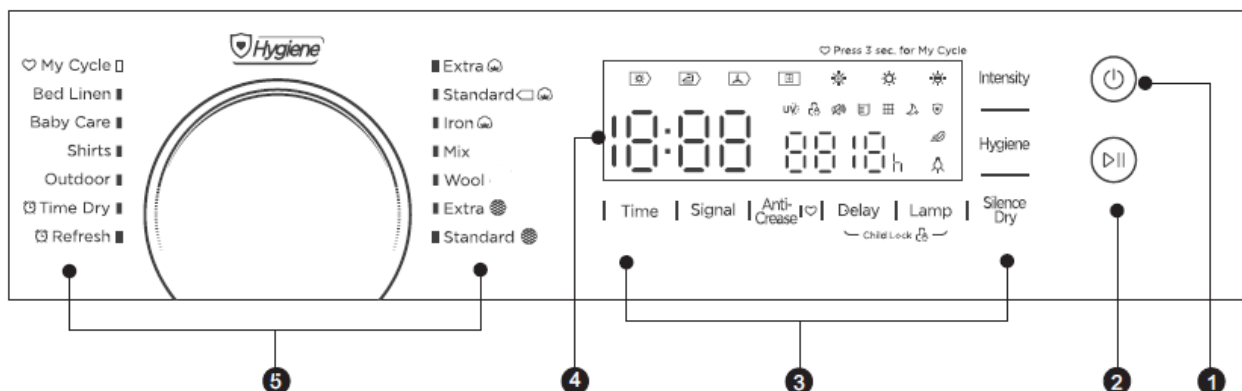 Hygiene
My Cycle
Bed Linen
Baby Care
Shirts
Outdoor
Time Dry
Refresh
Extra
Standard
Iron
Mix
Wool
Extra
Standard
Press 3 sec. for My Cycle
UV
18:88
8818h
Intensity
Hygiene
Time
Signal
Anti-
Crease
Delay
Lamp
Silence
Dry
Child Lock
5
4
3
2
1